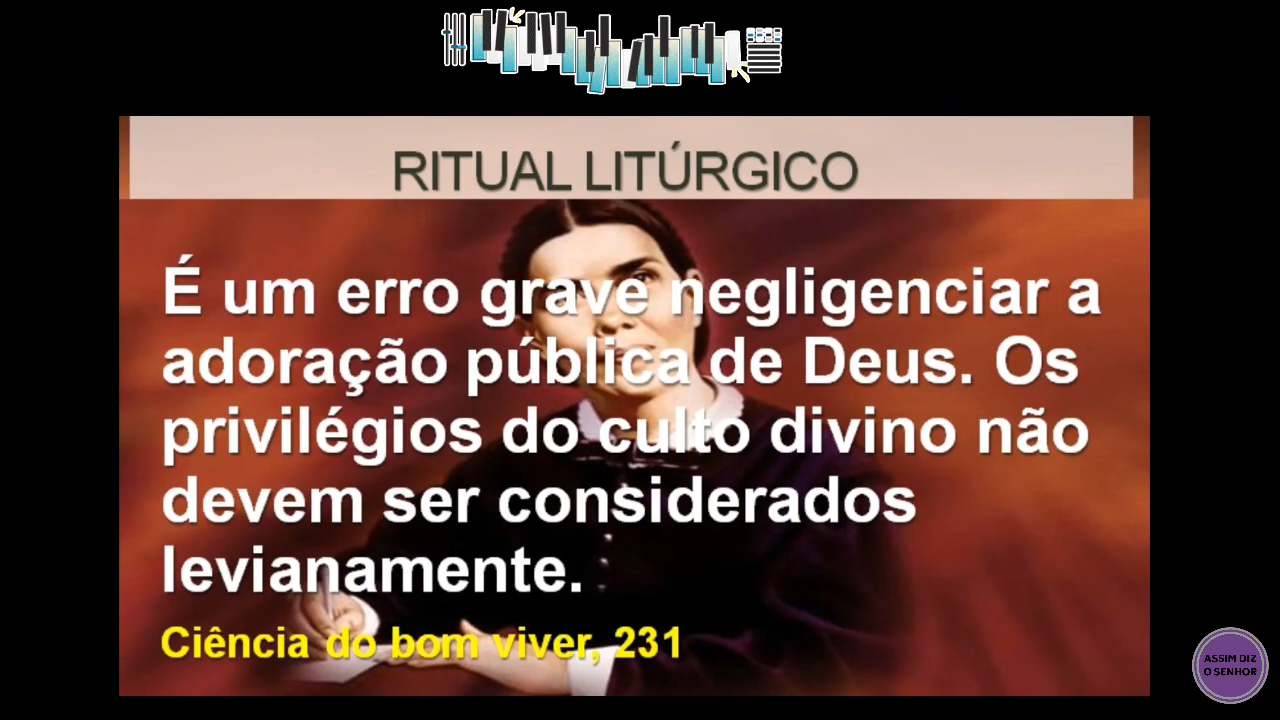 RITUAL LITÚRGICO
É um erro grave negligenciar a
adoração pública de Deus. Os
privilégios do culto divino não
devem ser considerados
levianamente.
Ciência do bom viver, 231
ASSIM DIZ
O SENHOR